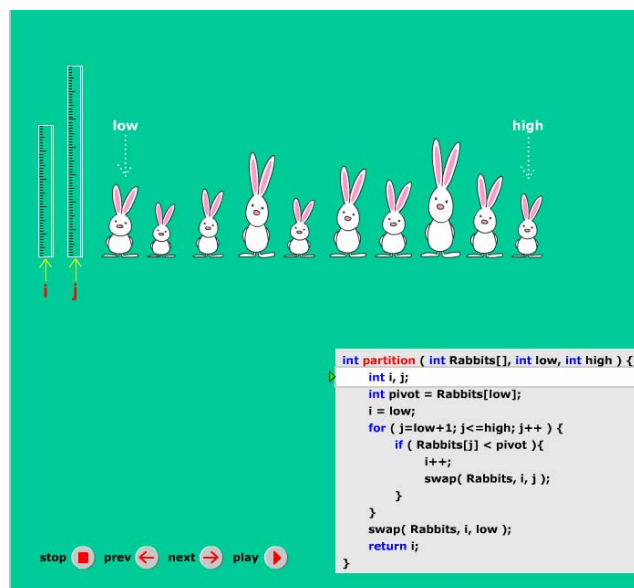 low
high
i
j
int partition ( int Rabbits[], int low, int high ) {
int i, j;
int pivot = Rabbits[low];
i = low;
for ( j=low+1; j<=high; j++ ) {
if ( Rabbits[j] < pivot ){
i++;
swap( Rabbits, i, j );
}
}
swap( Rabbits, i, low );
return i;
}
stop prev next play